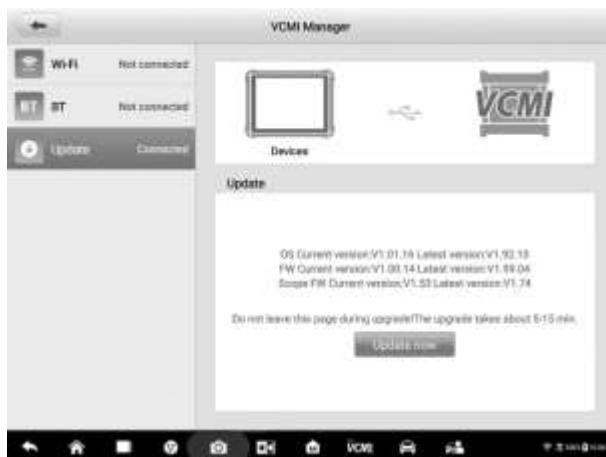 VCMI Manager
Wi-Fi Not connected
BT Not connected
BT
Update Connected
VCMI
Devices
Update
OS Current version:V1.01.16 Latest version:V1.92.10
FW Current version:V1.00.14 Latest version:V1.89.04
Scope FW Current version:V1.53 Latest version:V1.74
Do not leave this page during upgrade!The upgrade takes about 5-15 min.
Update now
VCMI